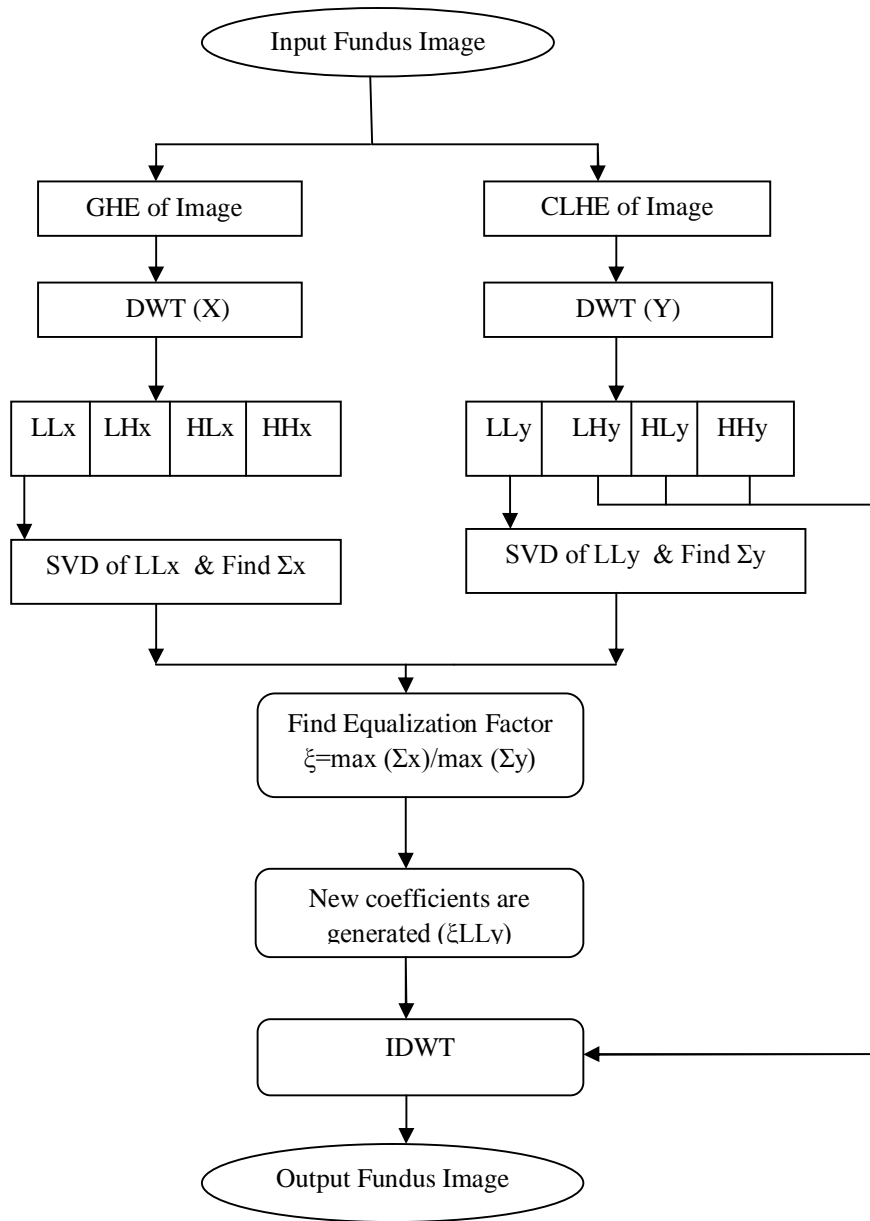 Input Fundus Image
GHE of Image
CLHE of Image
DWT (X)
DWT (Y)
LLx LHx HLx HHx
LLy LHy HLy HHy
SVD of LLx & Find Σx
SVD of LLy & Find Σy
Find Equalization Factor
ξ=max (Σx)/max (Σy)
New coefficients are
generated (ξLLy)
IDWT
Output Fundus Image